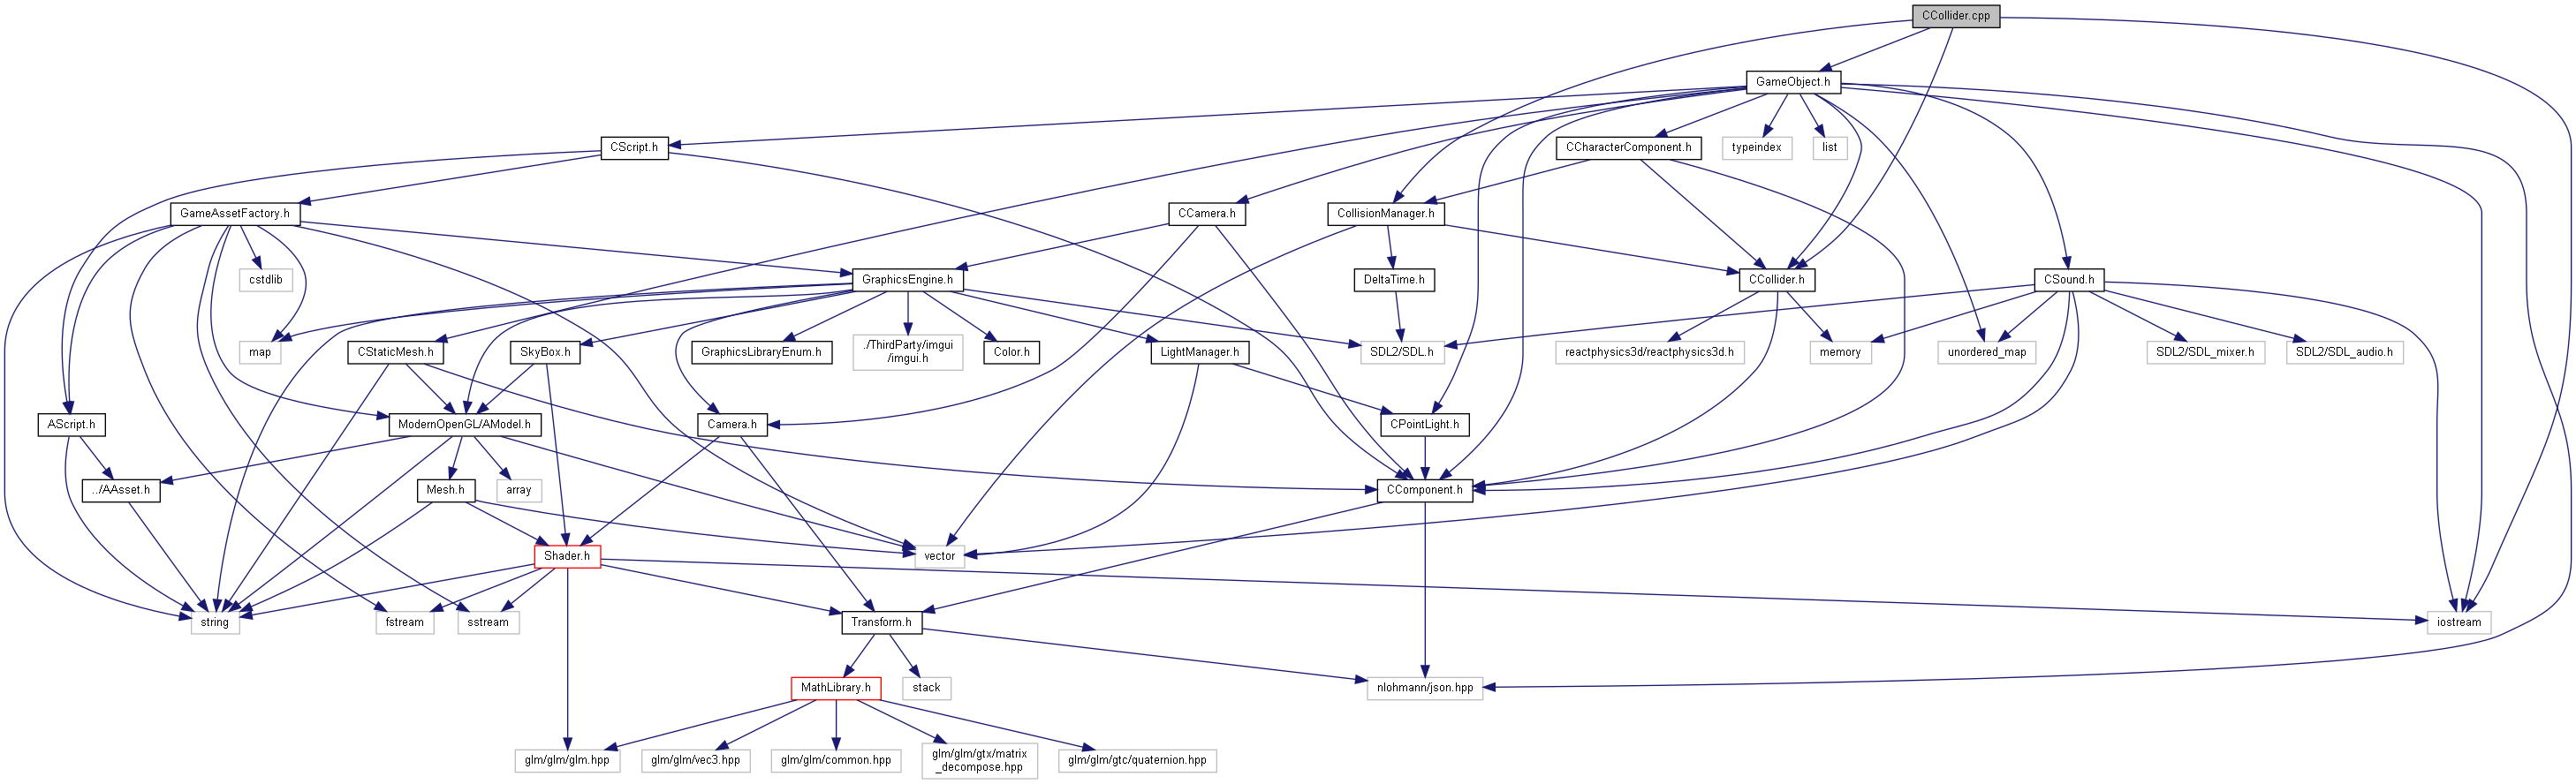 CCollider.cpp
GameObject.h
CScript.h
CCharacterComponent.h
typeindex
list
GameAssetFactory.h
CCamera.h
CollisionManager.h
cstdlib
GraphicsEngine.h
DeltaTime.h
CCollider.h
CSound.h
map
CStaticMesh.h
SkyBox.h
GraphicsLibraryEnum.h
./ThirdParty/imgui
/imgui.h
Color.h
LightManager.h
SDL2/SDL.h
reactphysics3d/reactphysics3d.h
memory
unordered_map
SDL2/SDL_mixer.h
SDL2/SDL_audio.h
AScript.h
ModernOpenGL/AModel.h
Camera.h
CPointLight.h
../AAsset.h
Mesh.h
array
CComponent.h
Shader.h
vector
string
fstream
sstream
Transform.h
iostream
MathLibrary.h
stack
nlohmann/json.hpp
glm/glm/glm.hpp
glm/glm/vec3.hpp
glm/glm/common.hpp
glm/glm/gtx/matrix
_decompose.hpp
glm/glm/gtc/quaternion.hpp